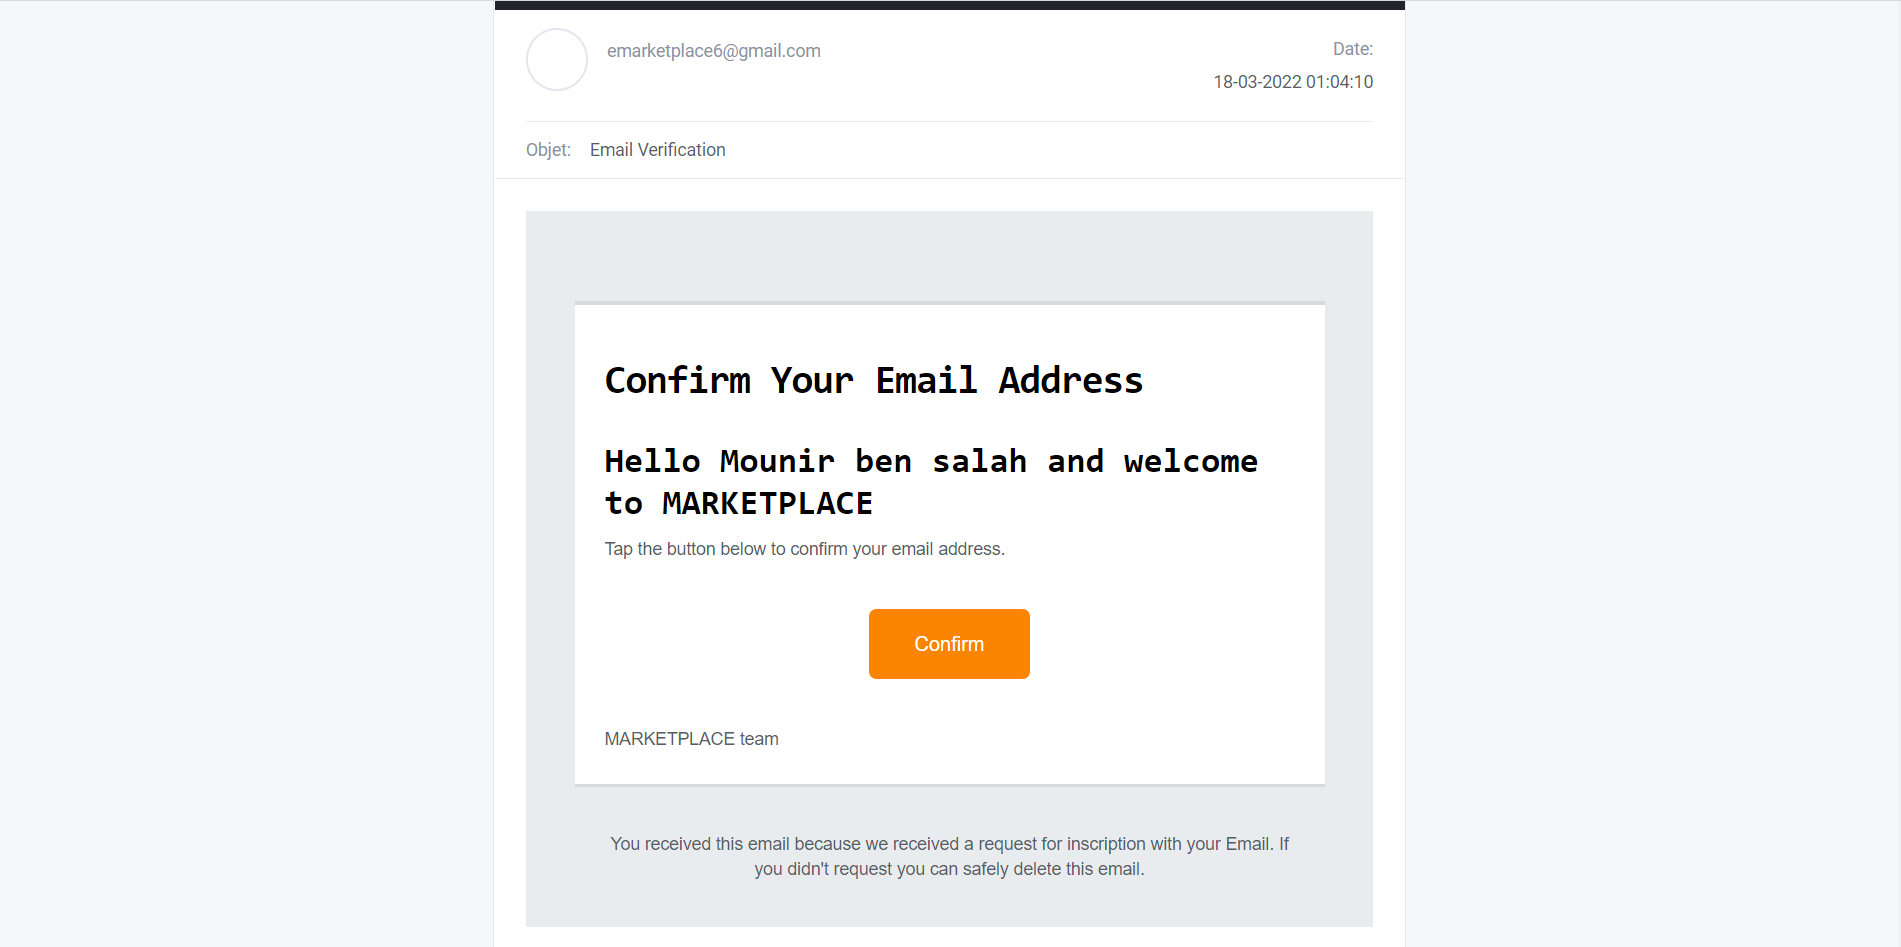 emarketplace6@gmail.com
Date:
18-03-2022 01:04:10
Objet: Email Verification
Confirm Your Email Address
Hello Mounir ben salah and welcome
to MARKETPLACE
Tap the button below to confirm your email address.
Confirm
MARKETPLACE team
You received this email because we received a request for inscription with your Email. If
you didn't request you can safely delete this email.